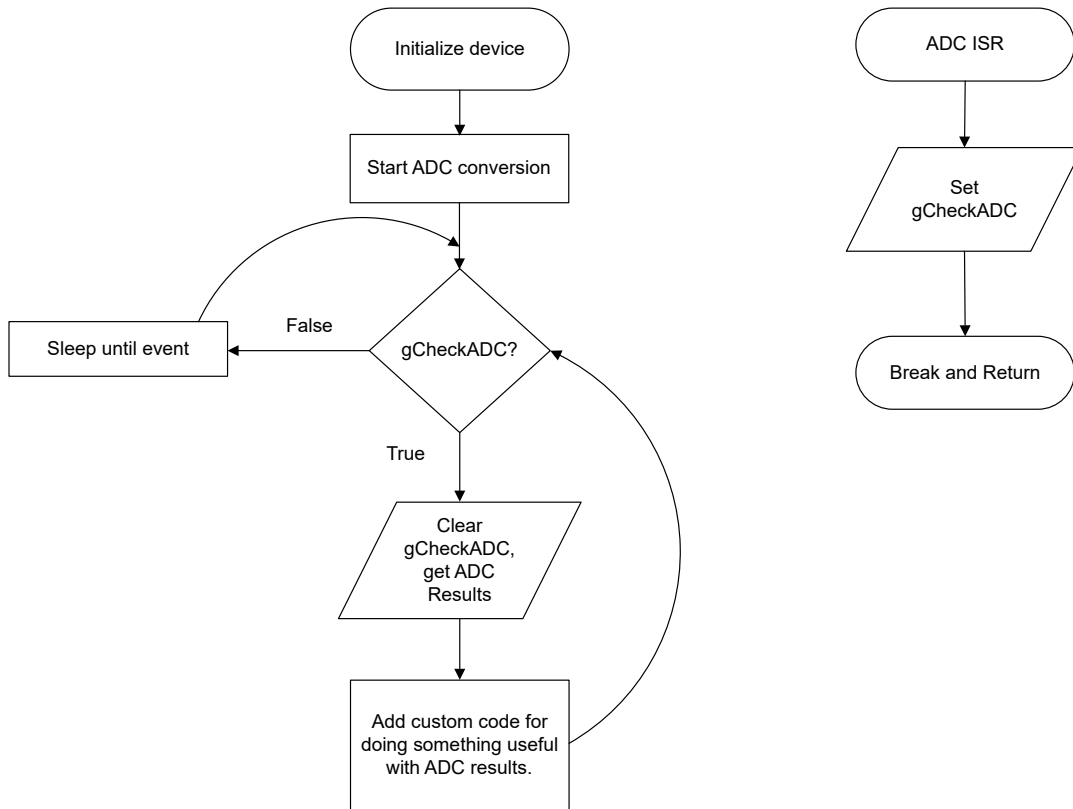 Initialize device
Start ADC conversion
False
Sleep until event
gCheckADC?
True
Clear
gCheckADC,
get ADC
Results
Add custom code for
doing something useful
with ADC results.
ADC ISR
Set
gCheckADC
Break and Return